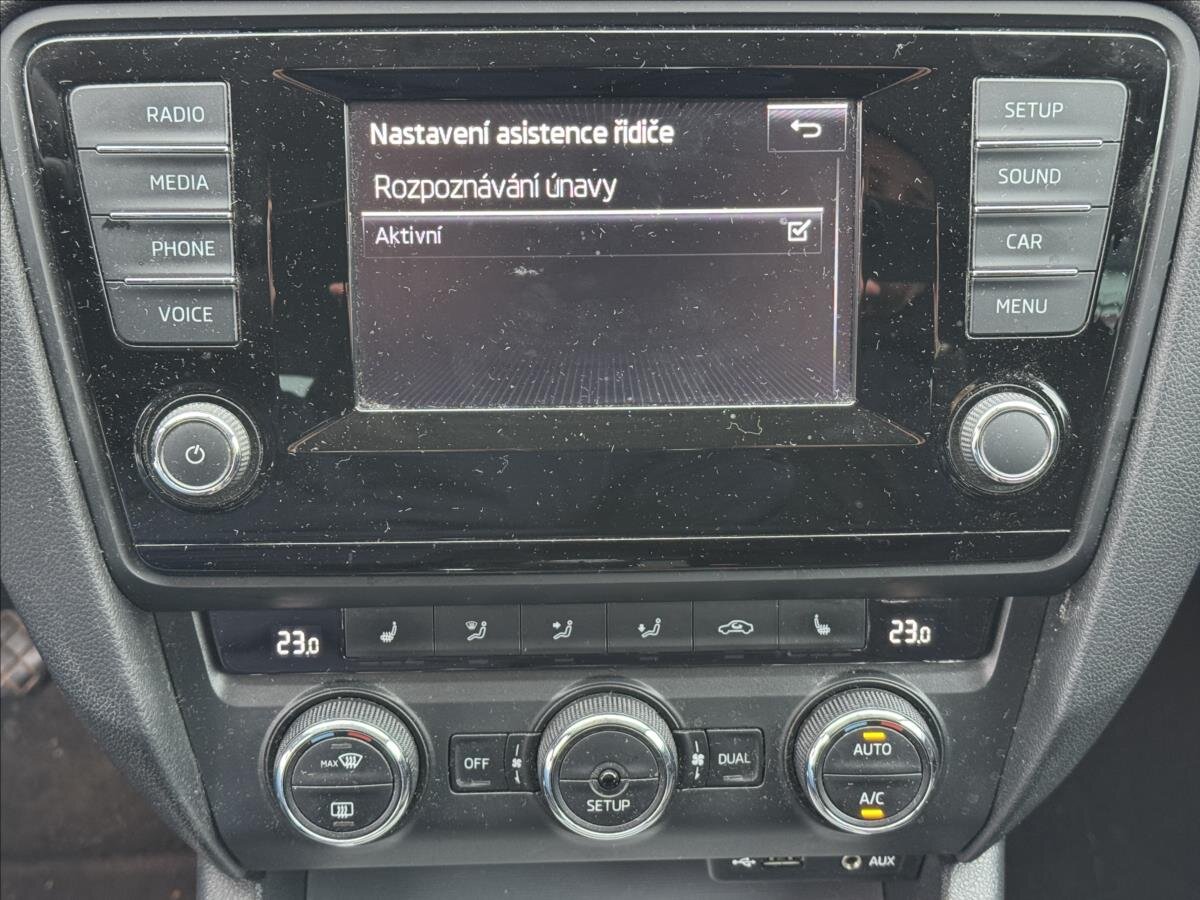 RADIO
MEDIA
PHONE
VOICE
Nastavení asistence řidiče
Rozpoznávání únavy
Aktivní
SETUP
SOUND
CAR
MENU
23.0
23.0
MAX
OFF
SETUP
DUAL
AUTO
A/C
AUX